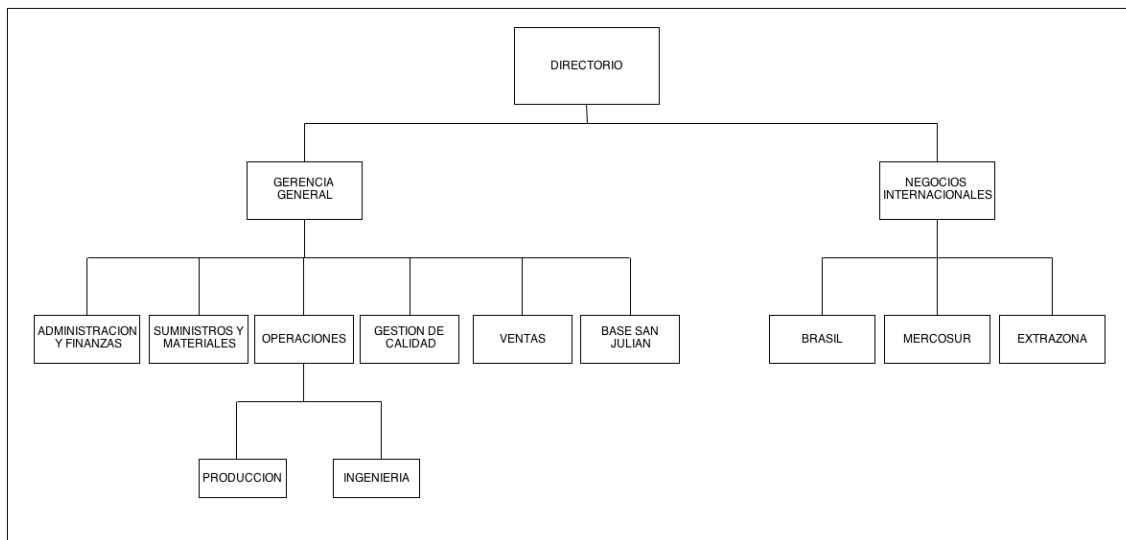 DIRECTORIO
GERENCIA
GENERAL
NEGOCIOS
INTERNACIONALES
ADMINISTRACION
Y FINANZAS
SUMINISTROS Y
MATERIALES
OPERACIONES
GESTION DE
CALIDAD
VENTAS
BASE SAN
JULIAN
BRASIL
MERCOSUR
EXTRAZONA
PRODUCCION
INGENIERIA